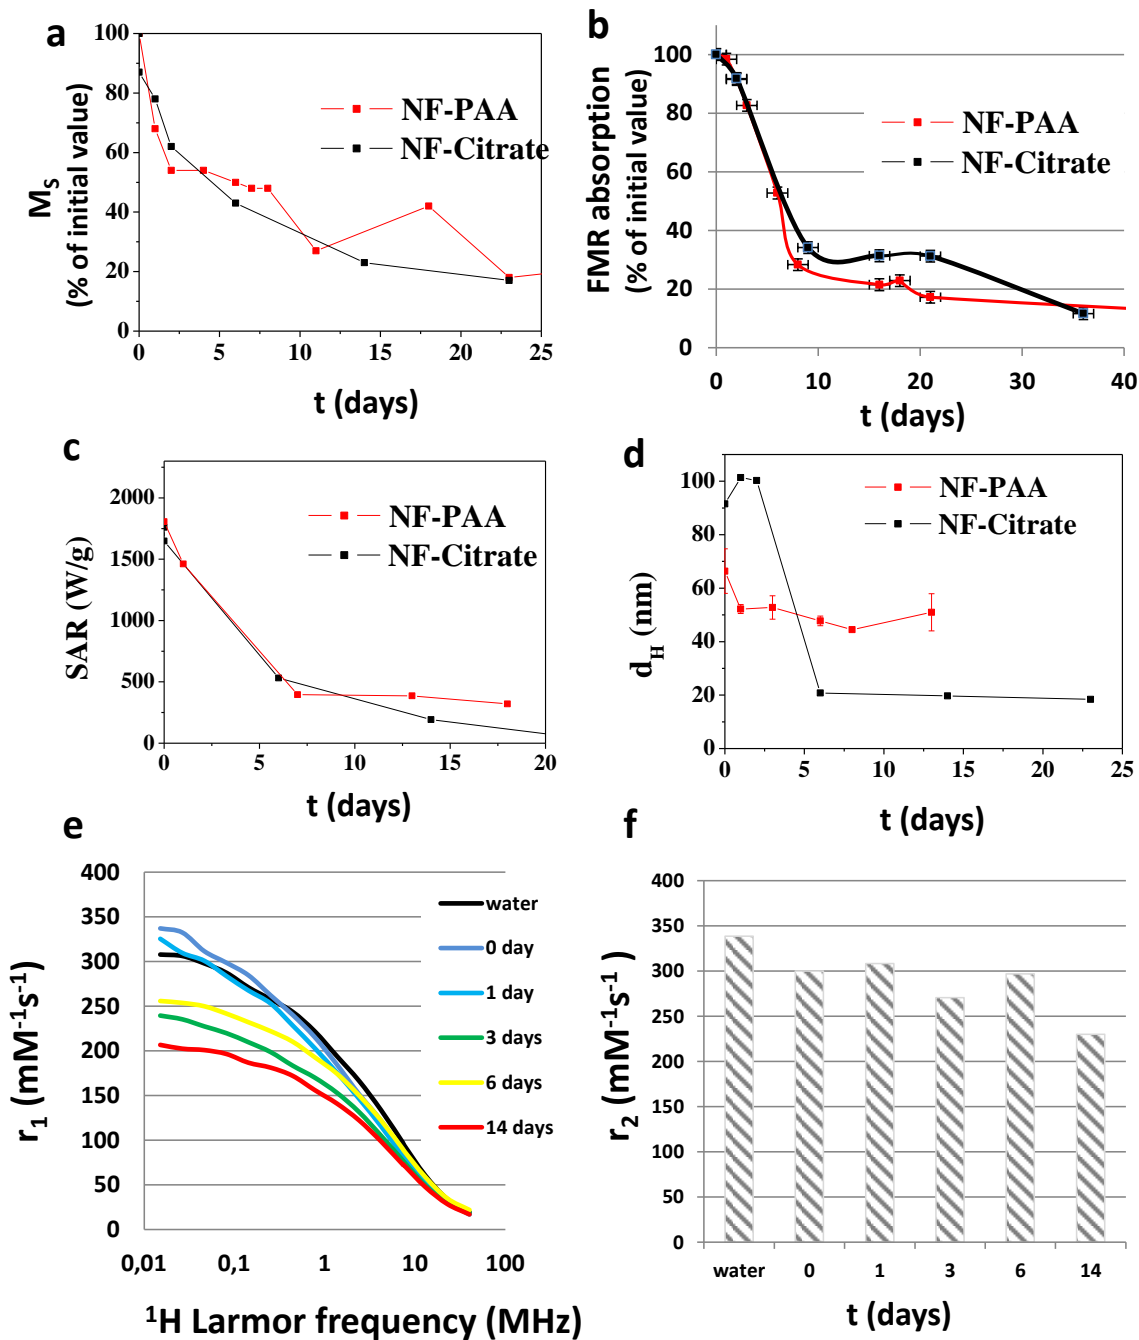 a
100
80
60
40
20
0
M_S
(% of initial value)
NF-PAA
NF-Citrate
0 5 10 15 20 25
t (days)
b
100
80
60
40
20
0
FMR absorption
(% of initial value)
NF-PAA
NF-Citrate
0 10 20 30 40
t (days)
c
2000
1500
1000
500
0
SAR (W/g)
NF-PAA
NF-Citrate
0 5 10 15 20
t (days)
d
100
80
60
40
20
0
d_H (nm)
NF-PAA
NF-Citrate
0 5 10 15 20 25
t (days)
e
400
350
300
250
200
150
100
50
0
r₁ (mM⁻¹s⁻¹)
water
0 day
1 day
3 days
6 days
14 days
0,01 0,1 1 10 100
¹H Larmor frequency (MHz)
f
400
350
300
250
200
150
100
50
0
r₂ (mM⁻¹s⁻¹)
water 0 1 3 6 14
t (days)